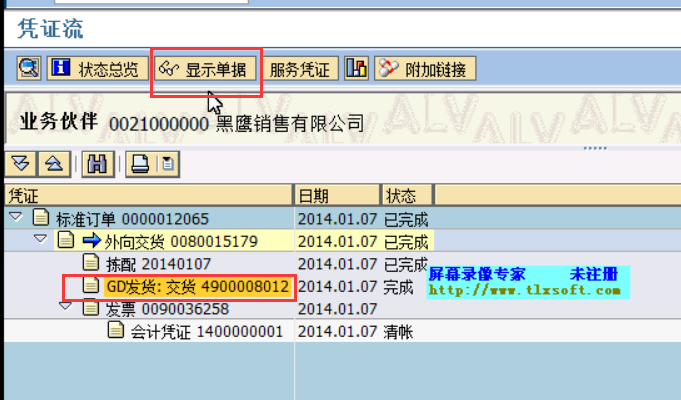 凭证流
状态总览 显示单据 服务凭证 附加链接
业务伙伴 0021000000 黑鹰销售有限公司
凭证 日期 状态
标准订单 0000012065 2014.01.07 已完成
外向交货 0080015179 2014.01.07 已完成
拣配 20140107 2014.01.07 已完成
GD发货: 交货 4900008012 2014.01.07 完成
发票 0090036258 2014.01.07
会计凭证 1400000001 2014.01.07 清帐
屏幕录像专家 未注册
http://www.tlxsoft.com